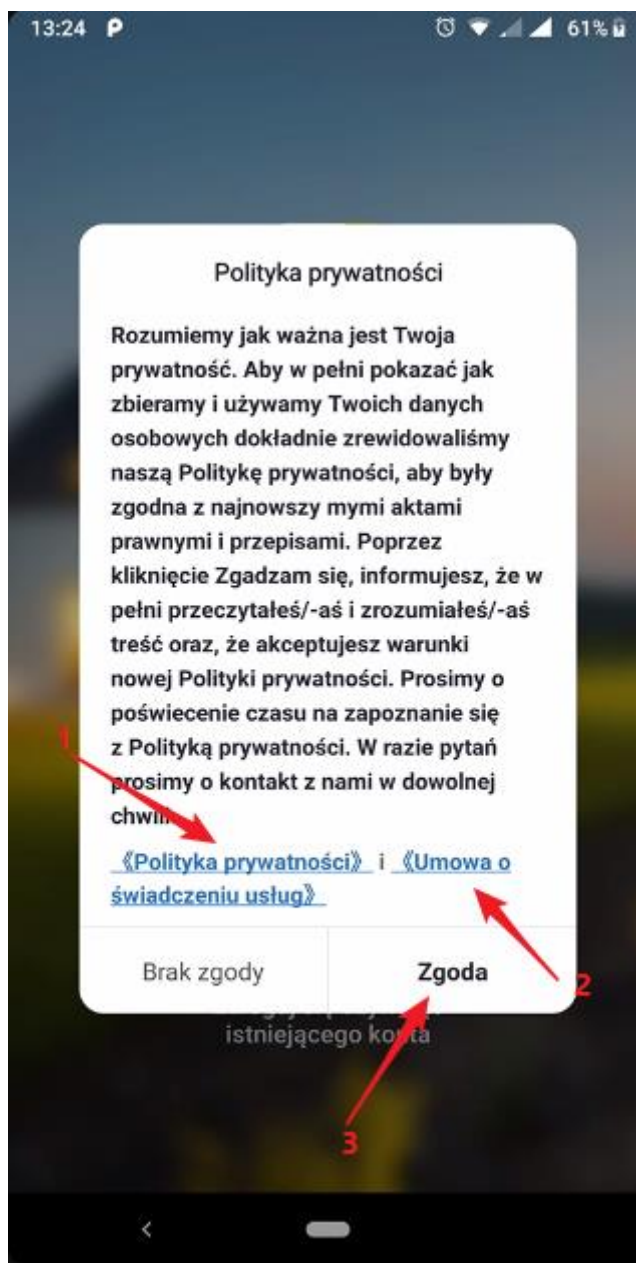 13:24
61%
Polityka prywatności
Rozumiemy jak ważna jest Twoja
prywatność. Aby w pełni pokazać jak
zbieramy i używamy Twoich danych
osobowych dokładnie zrewidowaliśmy
naszą Politykę prywatności, aby były
zgodna z najnowszy mymi aktami
prawnymi i przepisami. Poprzez
kliknięcie Zgadzam się, informujesz, że w
pełni przeczytałeś/-aś i zrozumiałeś/-aś
treść oraz, że akceptujesz warunki
nowej Polityki prywatności. Prosimy o
poświecenie czasu na zapoznanie się
1
z Polityką prywatności. W razie pytań
prosimy o kontakt z nami w dowolnej
chwili.
《Polityka prywatności》 i 《Umowa o
świadczeniu usług》
Brak zgody
Zgoda
2
istniejącego konta
3